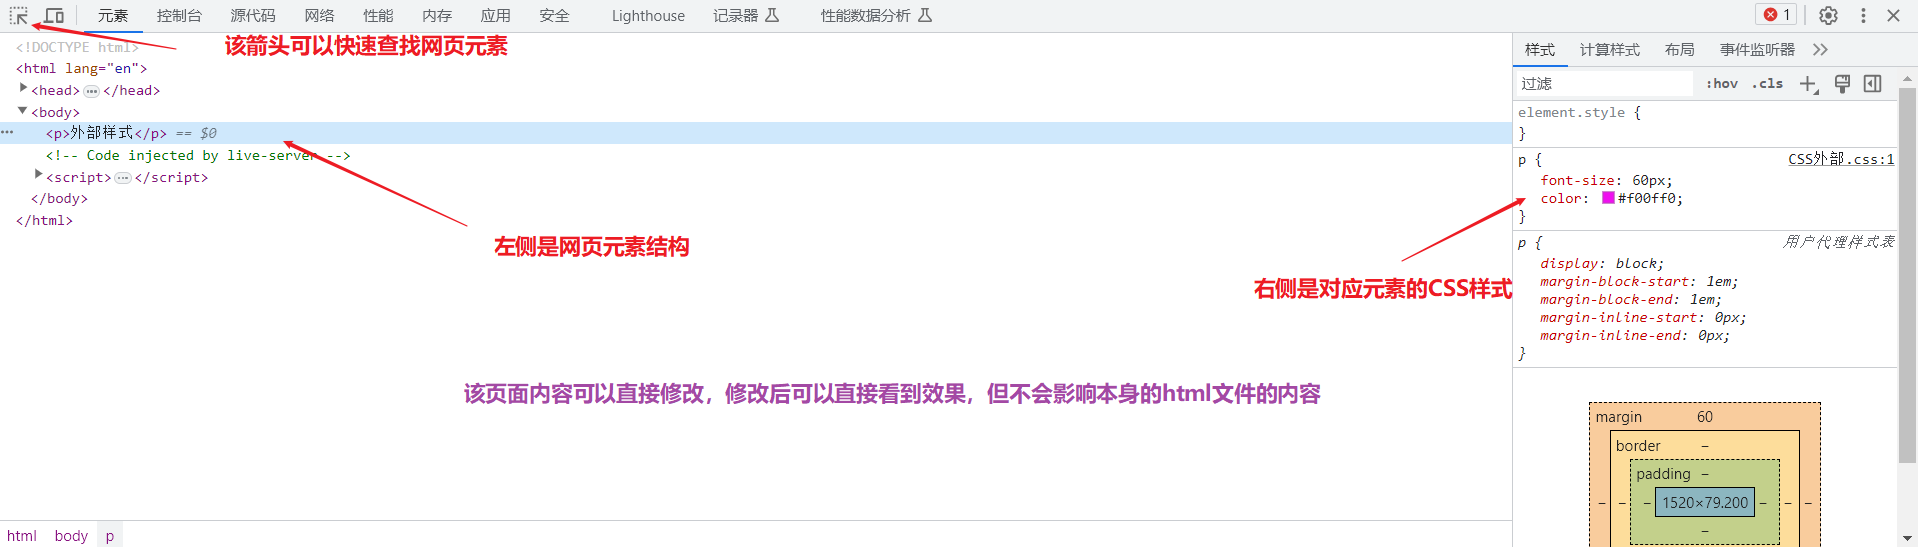 元素 控制台 源代码 网络 性能 内存 应用 安全 Lighthouse 记录器 性能数据分析 1
该箭头可以快速查找网页元素
<!DOCTYPE html>
<html lang="en">
<head> ••• </head>
<body>
<p>外部样式</p> == $0
<!-- Code injected by live-server -->
<script> ••• </script>
</body>
</html>
左侧是网页元素结构
右侧是对应元素的CSS样式
该页面内容可以直接修改，修改后可以直接看到效果，但不会影响本身的html文件的内容
html body p
样式 计算样式 布局 事件监听器
过滤 :hov .cls
element.style {
}
p { CSS外部.css:1
font-size: 60px;
color: #f00ff0;
}
p { 用户代理样式表
display: block;
margin-block-start: 1em;
margin-block-end: 1em;
margin-inline-start: 0px;
margin-inline-end: 0px;
}
margin 60
border –
padding –
– – – 1520×79.200 – – –
–